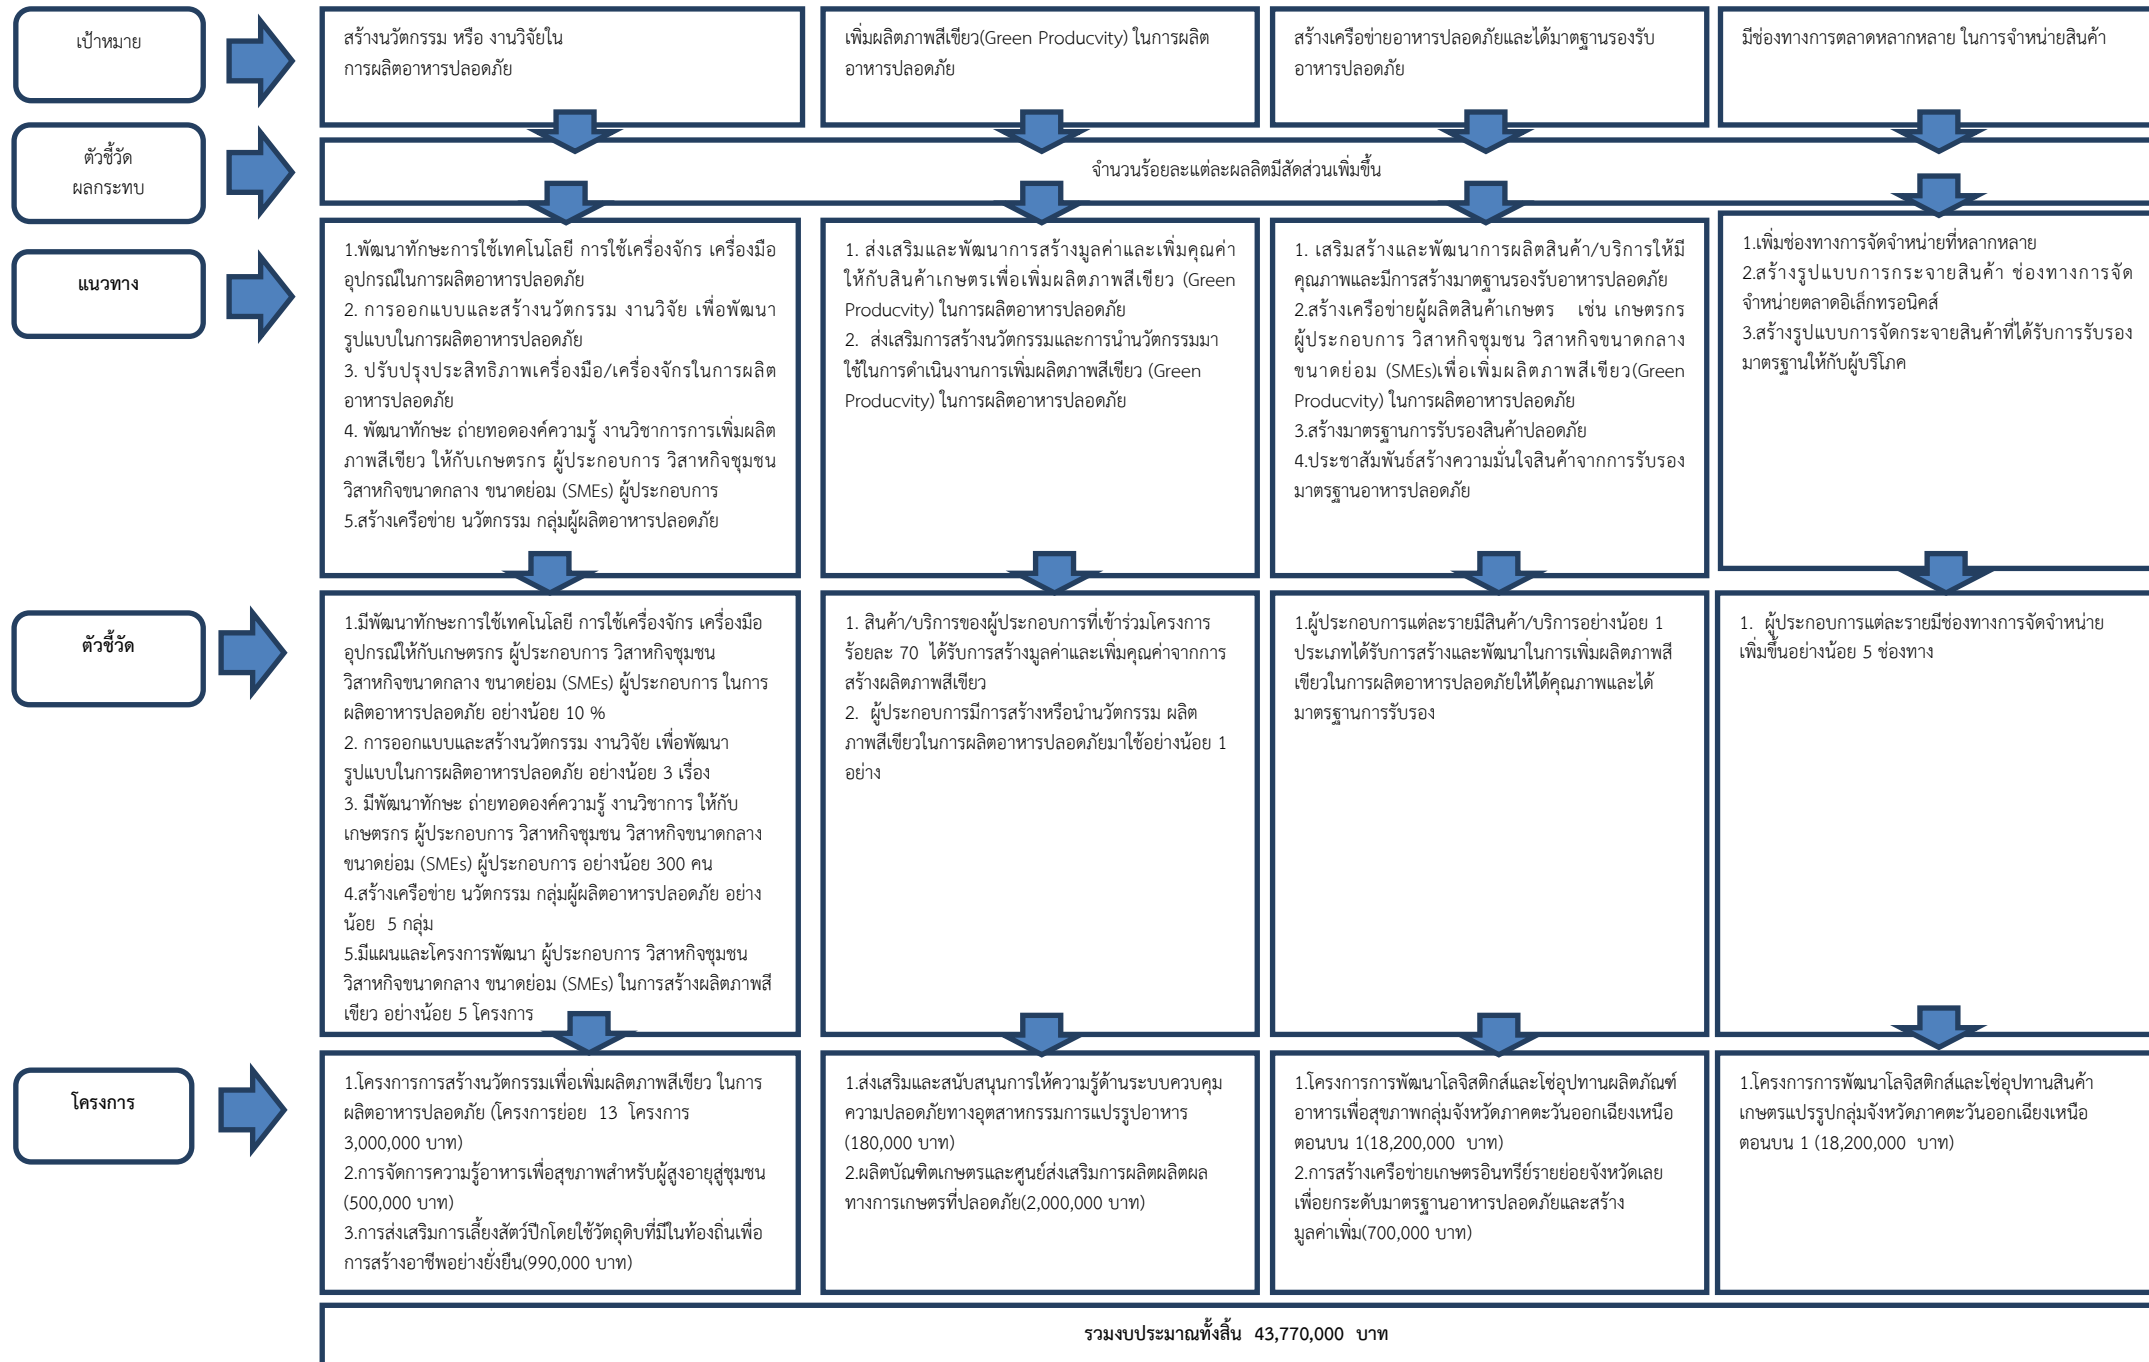 เป้าหมาย
สร้างนวัตกรรม หรือ งานวิจัยใน
การผลิตอาหารปลอดภัย
เพิ่มผลิตภาพสีเขียว(Green Producvity) ในการผลิต
อาหารปลอดภัย
สร้างเครือข่ายอาหารปลอดภัยและได้มาตฐานรองรับ
อาหารปลอดภัย
มีช่องทางการตลาดหลากหลาย ในการจำหน่ายสินค้า
อาหารปลอดภัย
ตัวชี้วัด
ผลกระทบ
จำนวนร้อยละแต่ละผลลิตมีสัดส่วนเพิ่มขึ้น
แนวทาง
1.พัฒนาทักษะการใช้เทคโนโลยี การใช้เครื่องจักร เครื่องมือ
อุปกรณ์ในการผลิตอาหารปลอดภัย
2. การออกแบบและสร้างนวัตกรรม งานวิจัย เพื่อพัฒนา
รูปแบบในการผลิตอาหารปลอดภัย
3. ปรับปรุงประสิทธิภาพเครื่องมือ/เครื่องจักรในการผลิต
อาหารปลอดภัย
4. พัฒนาทักษะ ถ่ายทอดองค์ความรู้ งานวิชาการการเพิ่มผลิต
ภาพสีเขียว ให้กับเกษตรกร ผู้ประกอบการ วิสาหกิจชุมชน
วิสาหกิจขนาดกลาง ขนาดย่อม (SMEs) ผู้ประกอบการ
5.สร้างเครือข่าย นวัตกรรม กลุ่มผู้ผลิตอาหารปลอดภัย
1. ส่งเสริมและพัฒนาการสร้างมูลค่าและเพิ่มคุณค่า
ให้กับสินค้าเกษตรเพื่อเพิ่มผลิตภาพสีเขียว (Green
Producvity) ในการผลิตอาหารปลอดภัย
2. ส่งเสริมการสร้างนวัตกรรมและการนำนวัตกรรมมา
ใช้ในการดำเนินงานการเพิ่มผลิตภาพสีเขียว (Green
Producvity) ในการผลิตอาหารปลอดภัย
1. เสริมสร้างและพัฒนาการผลิตสินค้า/บริการให้มี
คุณภาพและมีการสร้างมาตฐานรองรับอาหารปลอดภัย
2.สร้างเครือข่ายผู้ผลิตสินค้าเกษตร เช่น เกษตรกร
ผู้ประกอบการ วิสาหกิจชุมชน วิสาหกิจขนาดกลาง
ขนาดย่อม (SMEs)เพื่อเพิ่มผลิตภาพสีเขียว(Green
Producvity) ในการผลิตอาหารปลอดภัย
3.สร้างมาตรฐานการรับรองสินค้าปลอดภัย
4.ประชาสัมพันธ์สร้างความมั่นใจสินค้าจากการรับรอง
มาตรฐานอาหารปลอดภัย
1.เพิ่มช่องทางการจัดจำหน่ายที่หลากหลาย
2.สร้างรูปแบบการกระจายสินค้า ช่องทางการจัด
จำหน่ายตลาดอิเล็กทรอนิคส์
3.สร้างรูปแบบการจัดกระจายสินค้าที่ได้รับการรับรอง
มาตรฐานให้กับผู้บริโภค
ตัวชี้วัด
1.มีพัฒนาทักษะการใช้เทคโนโลยี การใช้เครื่องจักร เครื่องมือ
อุปกรณ์ให้กับเกษตรกร ผู้ประกอบการ วิสาหกิจชุมชน
วิสาหกิจขนาดกลาง ขนาดย่อม (SMEs) ผู้ประกอบการ ในการ
ผลิตอาหารปลอดภัย อย่างน้อย 10 %
2. การออกแบบและสร้างนวัตกรรม งานวิจัย เพื่อพัฒนา
รูปแบบในการผลิตอาหารปลอดภัย อย่างน้อย 3 เรื่อง
3. มีพัฒนาทักษะ ถ่ายทอดองค์ความรู้ งานวิชาการ ให้กับ
เกษตรกร ผู้ประกอบการ วิสาหกิจชุมชน วิสาหกิจขนาดกลาง
ขนาดย่อม (SMEs) ผู้ประกอบการ อย่างน้อย 300 คน
4.สร้างเครือข่าย นวัตกรรม กลุ่มผู้ผลิตอาหารปลอดภัย อย่าง
น้อย 5 กลุ่ม
5.มีแผนและโครงการพัฒนา ผู้ประกอบการ วิสาหกิจชุมชน
วิสาหกิจขนาดกลาง ขนาดย่อม (SMEs) ในการสร้างผลิตภาพสี
เขียว อย่างน้อย 5 โครงการ
1. สินค้า/บริการของผู้ประกอบการที่เข้าร่วมโครงการ
ร้อยละ 70 ได้รับการสร้างมูลค่าและเพิ่มคุณค่าจากการ
สร้างผลิตภาพสีเขียว
2. ผู้ประกอบการมีการสร้างหรือนำนวัตกรรม ผลิต
ภาพสีเขียวในการผลิตอาหารปลอดภัยมาใช้อย่างน้อย 1
อย่าง
1.ผู้ประกอบการแต่ละรายมีสินค้า/บริการอย่างน้อย 1
ประเภทได้รับการสร้างและพัฒนาในการเพิ่มผลิตภาพสี
เขียวในการผลิตอาหารปลอดภัยให้ได้คุณภาพและได้
มาตรฐานการรับรอง
1. ผู้ประกอบการแต่ละรายมีช่องทางการจัดจำหน่าย
เพิ่มขึ้นอย่างน้อย 5 ช่องทาง
โครงการ
1.โครงการการสร้างนวัตกรรมเพื่อเพิ่มผลิตภาพสีเขียว ในการ
ผลิตอาหารปลอดภัย (โครงการย่อย 13 โครงการ
3,000,000 บาท)
2.การจัดการความรู้อาหารเพื่อสุขภาพสำหรับผู้สูงอายุสู่ชุมชน
(500,000 บาท)
3.การส่งเสริมการเลี้ยงสัตว์ปีกโดยใช้วัตถุดิบที่มีในท้องถิ่นเพื่อ
การสร้างอาชีพอย่างยั่งยืน(990,000 บาท)
1.ส่งเสริมและสนับสนุนการให้ความรู้ด้านระบบควบคุม
ความปลอดภัยทางอุตสาหกรรมการแปรรูปอาหาร
(180,000 บาท)
2.ผลิตบัณฑิตเกษตรและศูนย์ส่งเสริมการผลิตผลิตผล
ทางการเกษตรที่ปลอดภัย(2,000,000 บาท)
1.โครงการการพัฒนาโลจิสติกส์และโซ่อุปทานผลิตภัณฑ์
อาหารเพื่อสุขภาพกลุ่มจังหวัดภาคตะวันออกเฉียงเหนือ
ตอนบน 1(18,200,000 บาท)
2.การสร้างเครือข่ายเกษตรอินทรีย์รายย่อยจังหวัดเลย
เพื่อยกระดับมาตรฐานอาหารปลอดภัยและสร้าง
มูลค่าเพิ่ม(700,000 บาท)
1.โครงการการพัฒนาโลจิสติกส์และโซ่อุปทานสินค้า
เกษตรแปรรูปกลุ่มจังหวัดภาคตะวันออกเฉียงเหนือ
ตอนบน 1 (18,200,000 บาท)
รวมงบประมาณทั้งสิ้น 43,770,000 บาท